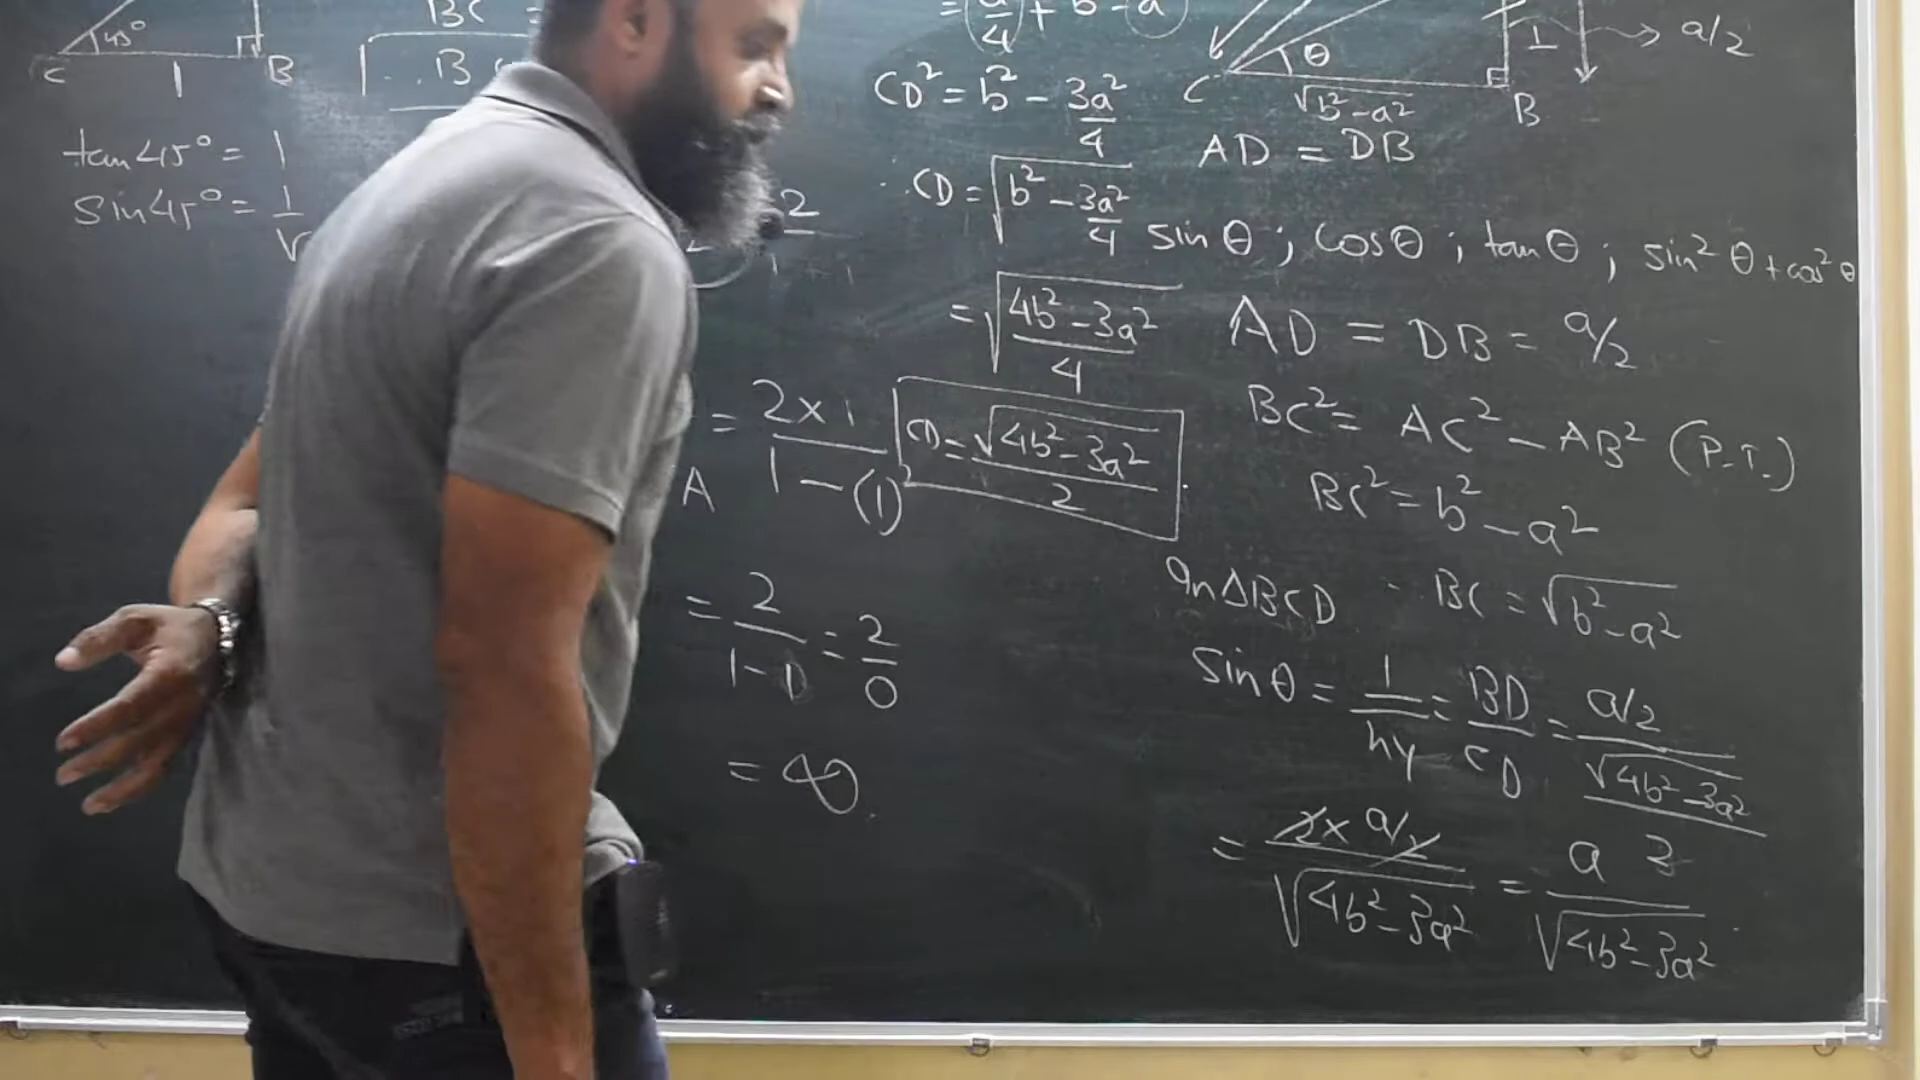 BC =
45°
C 1 B
tan 45° = 1
sin 45° = 1/√
2
A = 2×1/1-(1)²
= 2/1-1 = 2/0
= ∞
= (a/4) + b - a
CD² = b² - 3a²/4
∴ CD = √b² - 3a²/4
= √4b² - 3a²/4
CD = √4b² - 3a²/2
θ
⊥ → a/2
C √b²-a² B
AD = DB
sin θ ; cos θ ; tan θ ; sin² θ + cos² θ
AD = DB = a/2
BC² = AC² - AB² (P.T.)
BC² = b² - a²
In ΔBCD BC = √b²-a²
Sin θ = 1/hy = BD/CD = a/2/√4b²-3a²
= 2× a/2/√4b²-3a² = a/√4b²-3a²